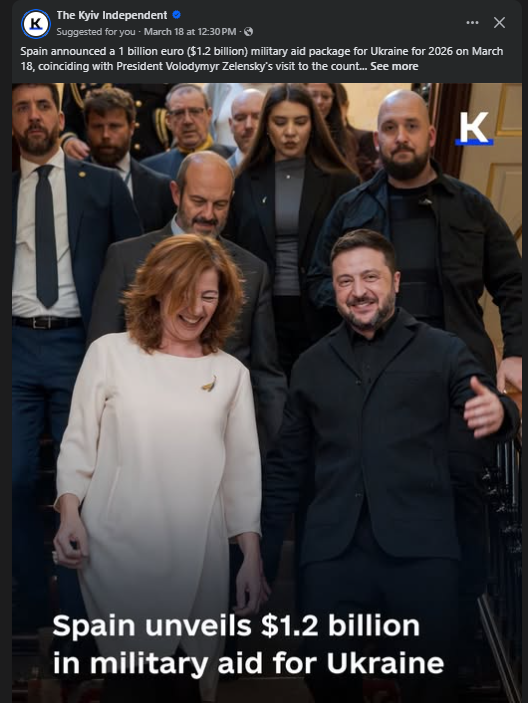 The Kyiv Independent
Suggested for you · March 18 at 12:30 PM ·
Spain announced a 1 billion euro ($1.2 billion) military aid package for Ukraine for 2026 on March
18, coinciding with President Volodymyr Zelensky's visit to the count... See more
K
K
Spain unveils $1.2 billion
in military aid for Ukraine